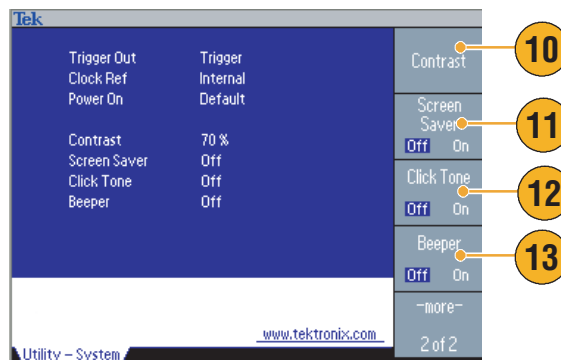 Tek
Trigger Out Trigger
Clock Ref Internal
Power On Default
Contrast 70 %
Screen Saver Off
Click Tone Off
Beeper Off
www.tektronix.com
Utility – System
Contrast
Screen
Saver
Off On
Click Tone
Off On
Beeper
Off On
-more-
2 of 2
10
11
12
13